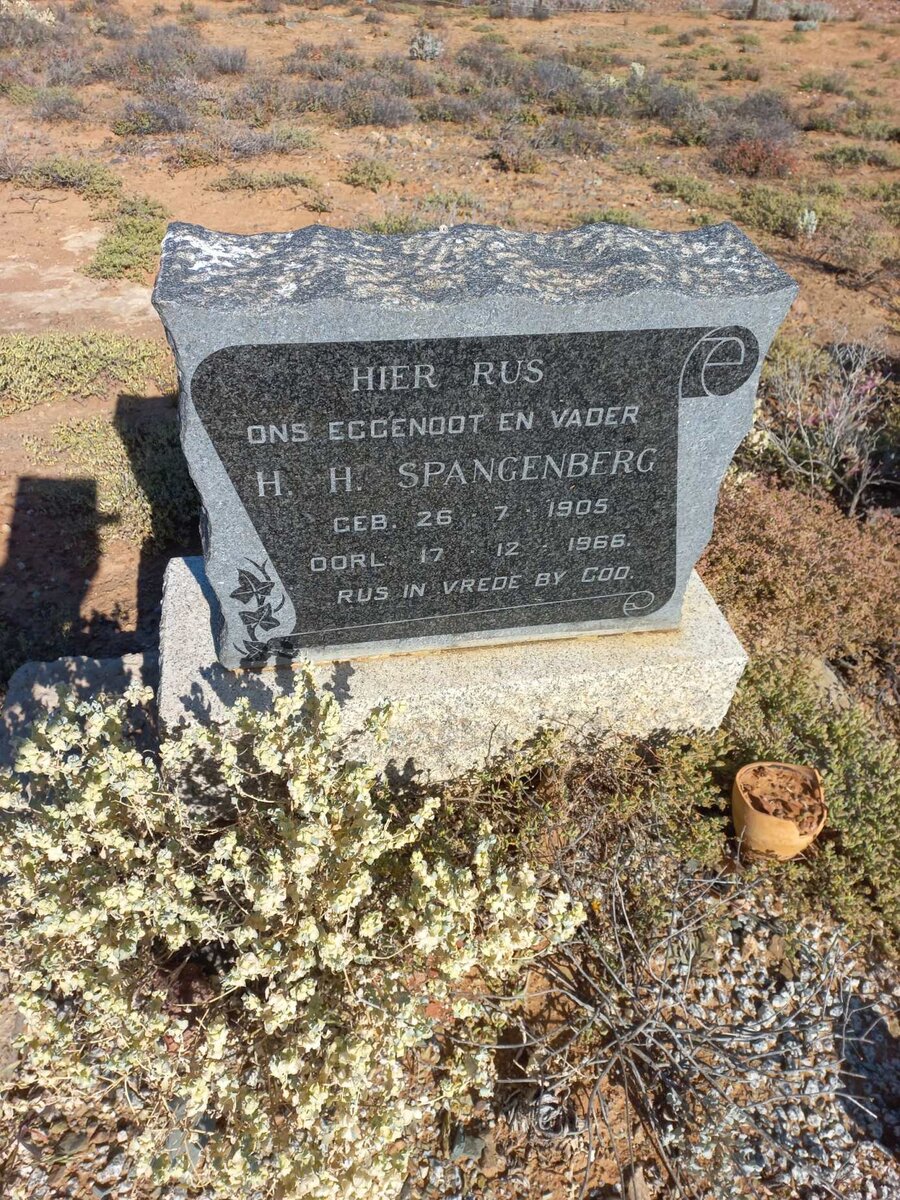 HIER RUS
ONS EGGENOOT EN VADER
H. H. SPANGENBERG
GEB. 26 · 7 · 1905
OORL. 17 · 12 · 1966.
RUS IN VREDE BY GOD.